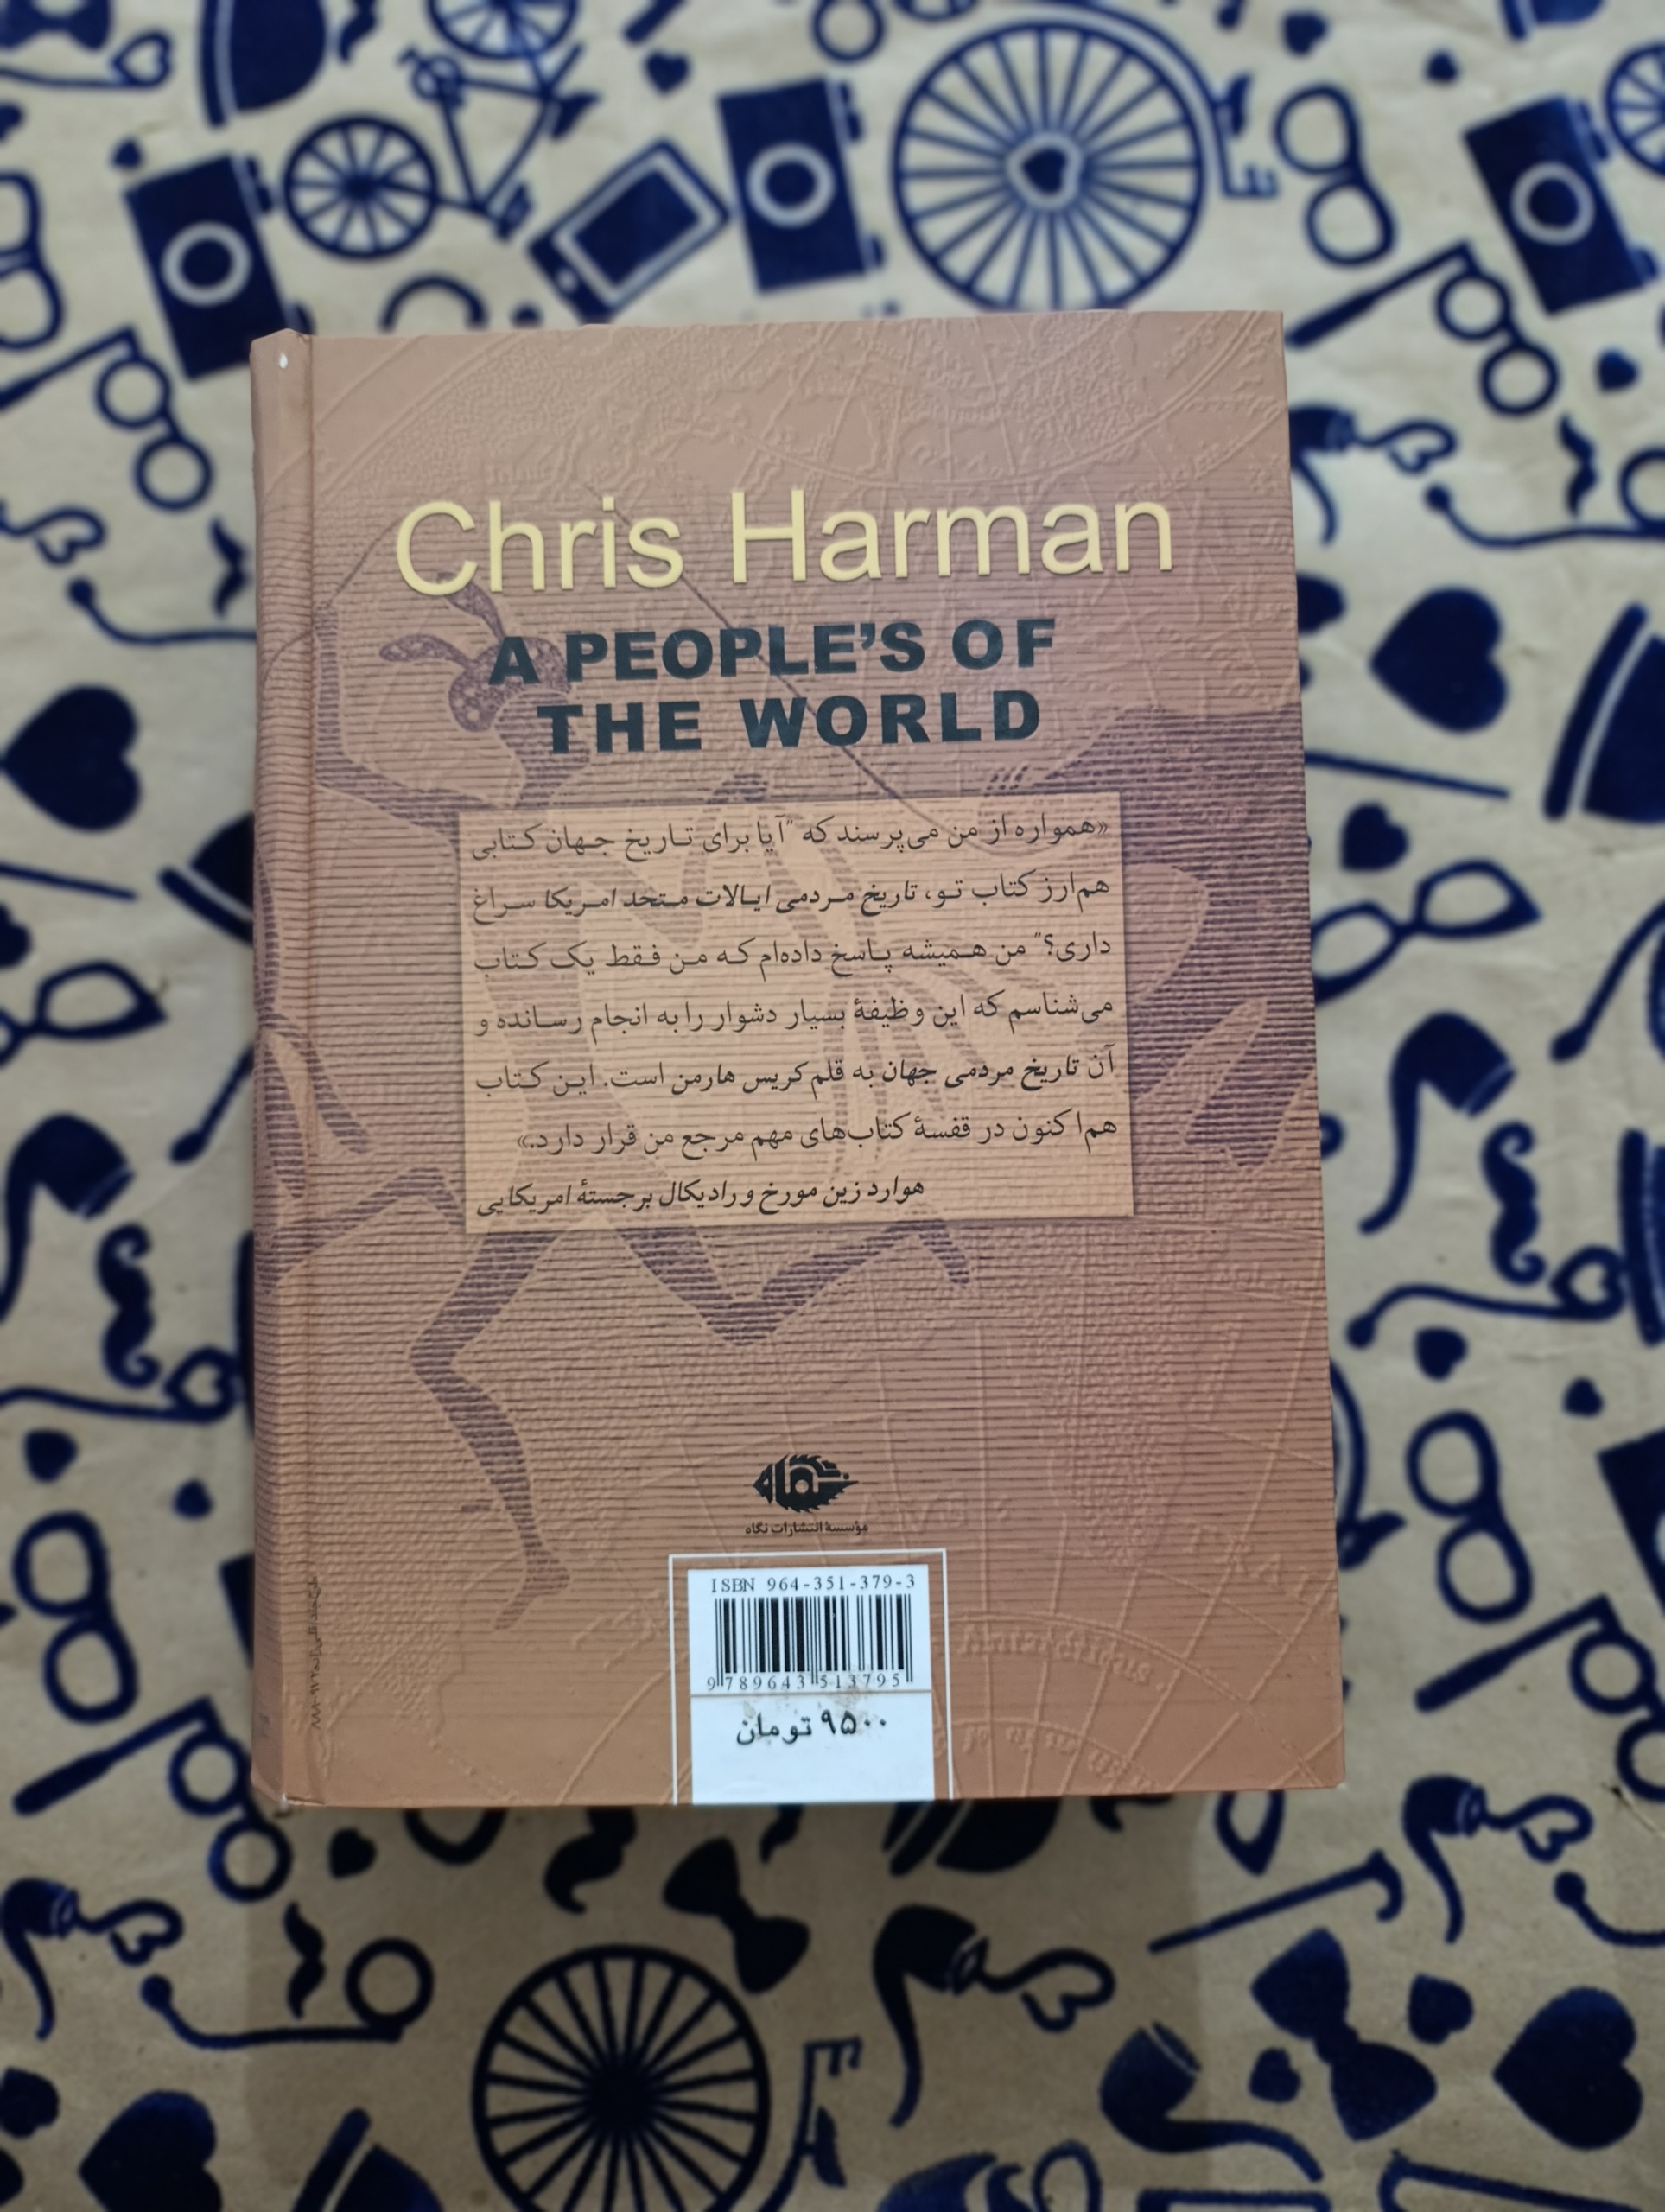 Chris Harman
A PEOPLE'S OF
THE WORLD
«همواره از من می‌پرسند که "آیا برای تاریخ جهان کتابی
هم‌ارز کتاب تو، تاریخ مردمی ایالات متحد امریکا سراغ
داری؟" من همیشه پاسخ داده‌ام که من فقط یک کتاب
می‌شناسم که این وظیفهٔ بسیار دشوار را به انجام رسانده و
آن تاریخ مردمی جهان به قلم کریس هارمن است. این کتاب
هم‌اکنون در قفسهٔ کتاب‌های مهم مرجع من قرار دارد.»
هوارد زین مورخ و رادیکال برجستهٔ امریکایی
نگاه
مؤسسهٔ انتشارات نگاه
ISBN 964-351-379-3
9789643513795
۹۵۰۰ تومان